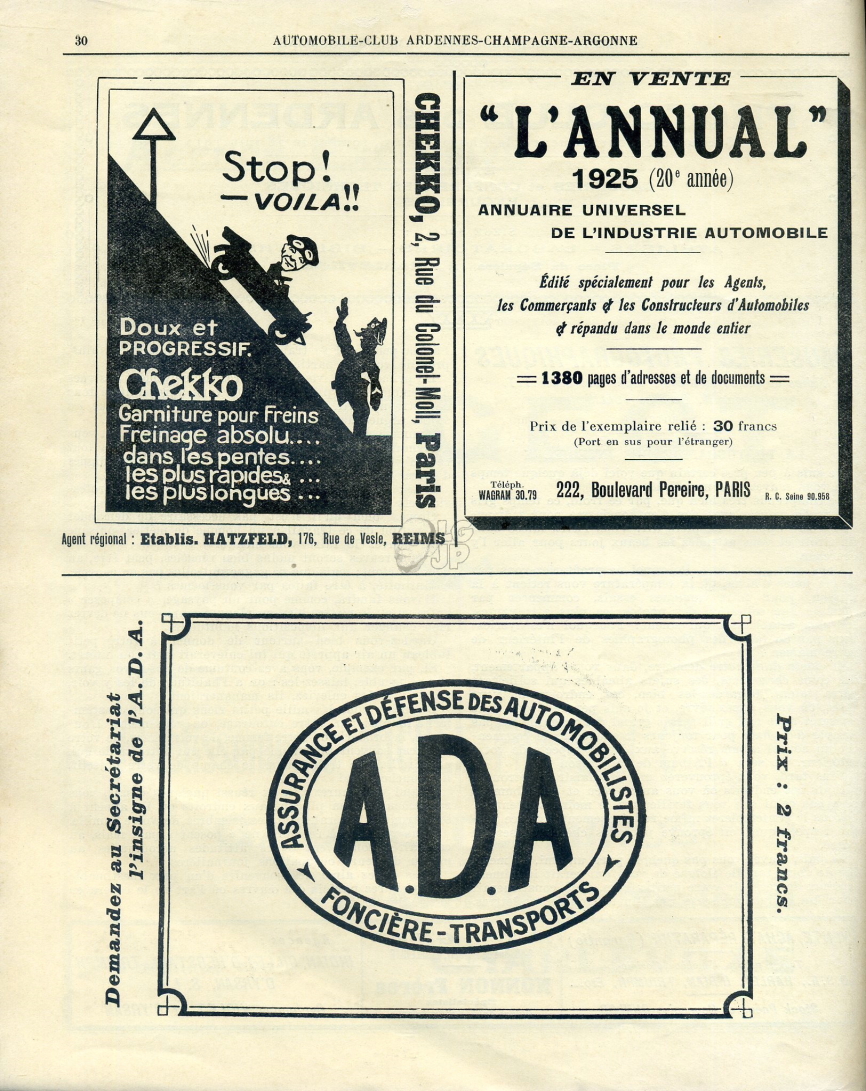 30
AUTOMOBILE-CLUB ARDENNES-CHAMPAGNE-ARGONNE
Stop!
— VOILA!!
Doux et
PROGRESSIF.
Chekko
Garniture pour Freins
Freinage absolu....
dans les pentes....
les plus rapides & ...
les plus longues ...
CHEKKO, 2, Rue du Colonel-Moll, Paris
Agent régional : Etablis. HATZFELD, 176, Rue de Vesle, REIMS
EN VENTE
"L'ANNUAL"
1925 (20e année)
ANNUAIRE UNIVERSEL
DE L'INDUSTRIE AUTOMOBILE
Édité spécialement pour les Agents,
les Commerçants & les Constructeurs d'Automobiles
& répandu dans le monde entier
1380 pages d'adresses et de documents
Prix de l'exemplaire relié : 30 francs
(Port en sus pour l'étranger)
Téléph.
WAGRAM 30.79
222, Boulevard Pereire, PARIS
R. C. Seine 90.958
LG
JP
Demandez au Secrétariat
l'insigne de l'A. D. A.
ASSURANCE ET DÉFENSE DES AUTOMOBILISTES
A.D.A
FONCIÈRE-TRANSPORTS
Prix : 2 francs.